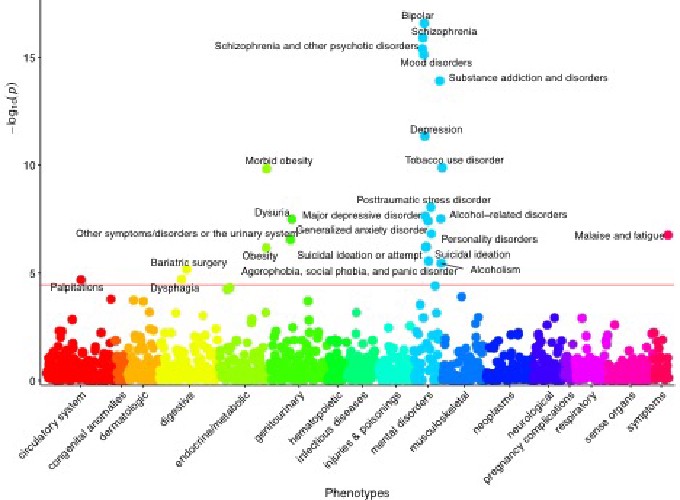 Bipolar
Schizophrenia
Schizophrenia and other psychotic disorders
Mood disorders
15
Substance addiction and disorders
−log10(p)
Depression
Tobacco use disorder
Morbid obesity
10
Posttraumatic stress disorder
Dysuria
Major depressive disorder
Alcohol−related disorders
Other symptoms/disorders or the urinary system
Generalized anxiety disorder
Malaise and fatigue
Personality disorders
Obesity
Suicidal ideation or attempt
Suicidal ideation
Bariatric surgery
Agorephobia, social phobia, and panic disorder
Alcoholism
5
Palpitations
Dysphagia
0
circulatory system
congenital anomalies
dermatologic
digestive
endocrine/metabolic
genitourinary
hematopoietic
infectious diseases
injuries & poisonings
mental disorders
musculoskeletal
neoplasms
neurological
pregnancy complications
respiratory
sense organs
symptoms
Phenotypes